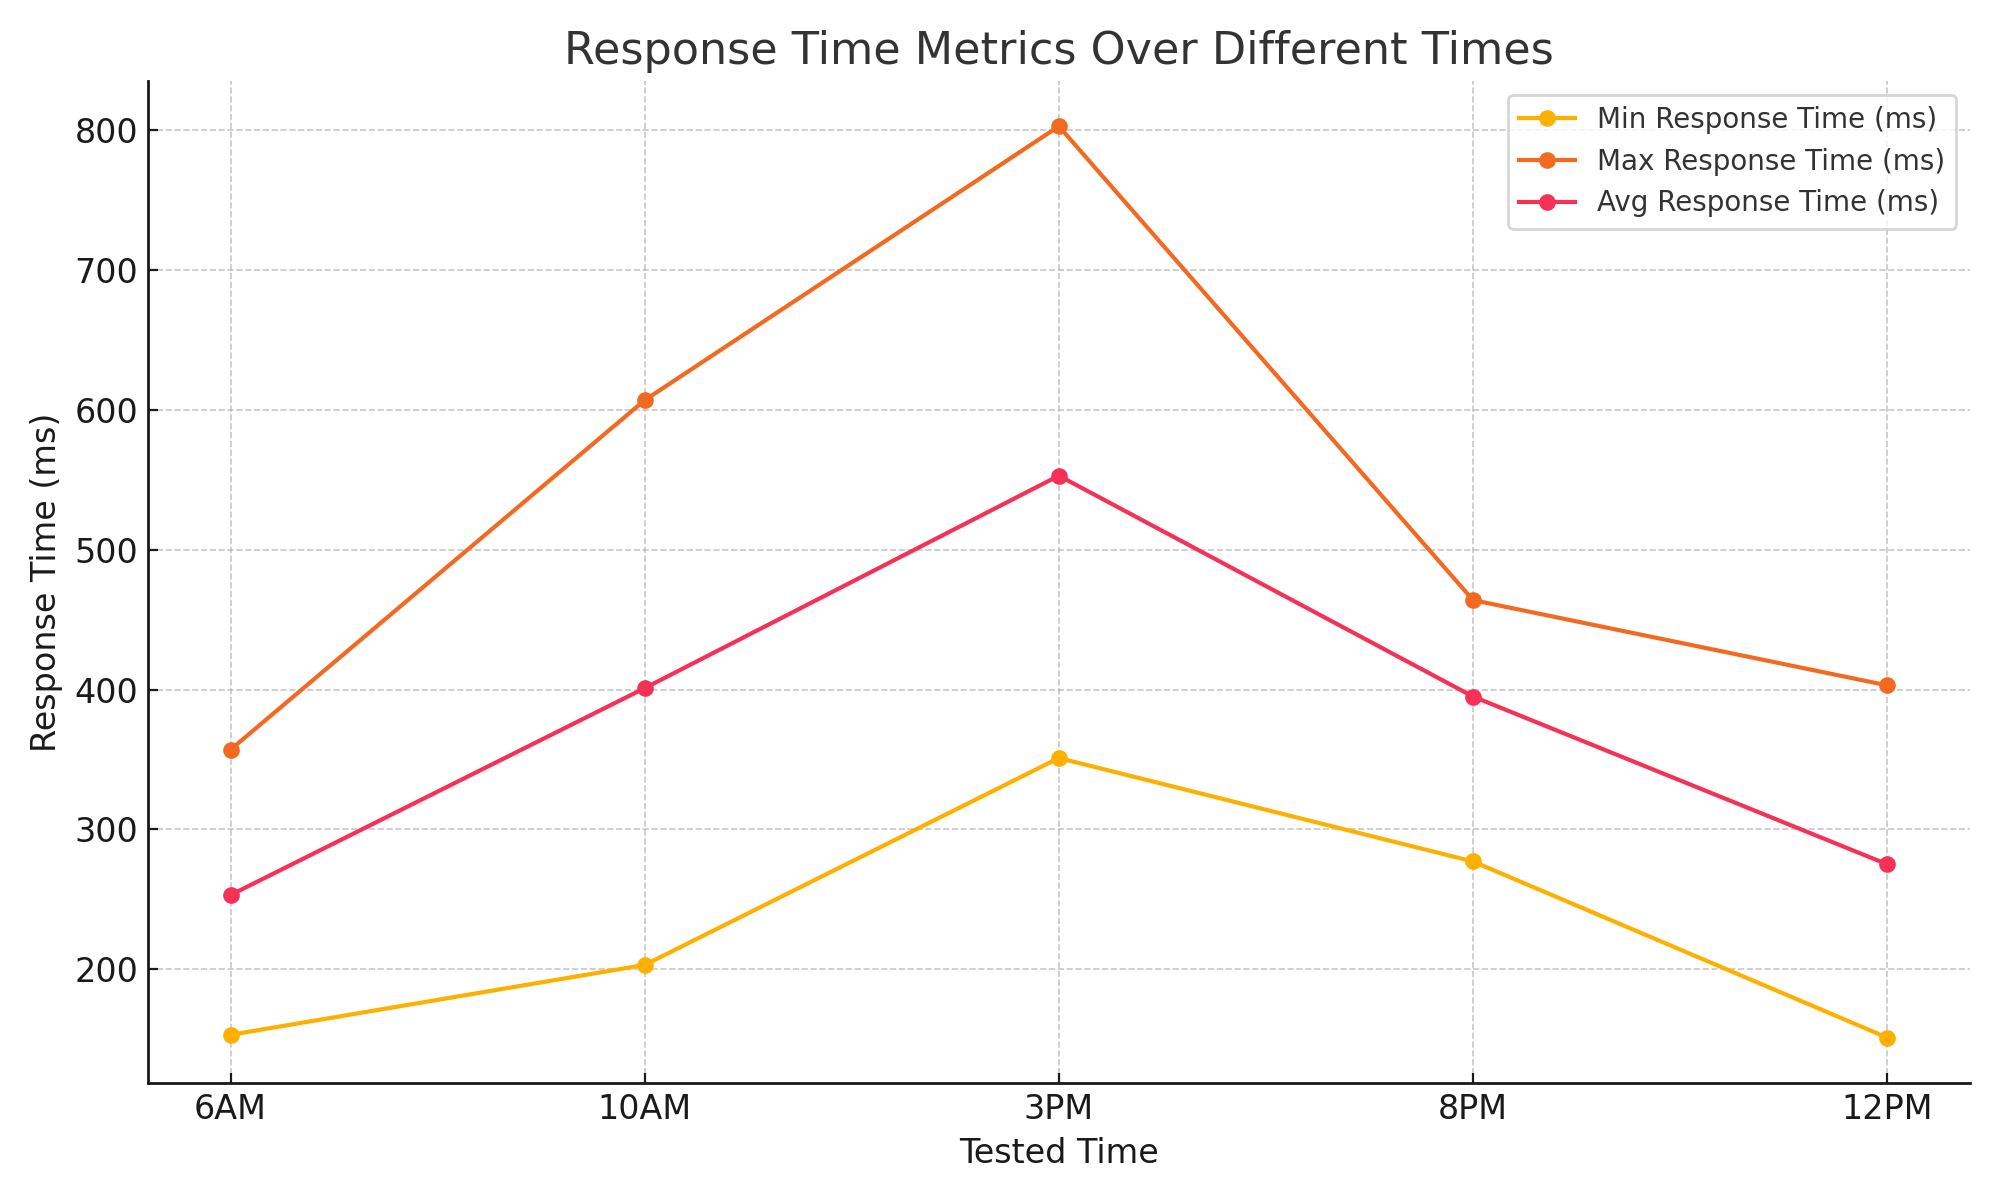 Response Time Metrics Over Different Times
Min Response Time (ms)
Max Response Time (ms)
Avg Response Time (ms)
Response Time (ms)
800
700
600
500
400
300
200
6AM
10AM
3PM
8PM
12PM
Tested Time